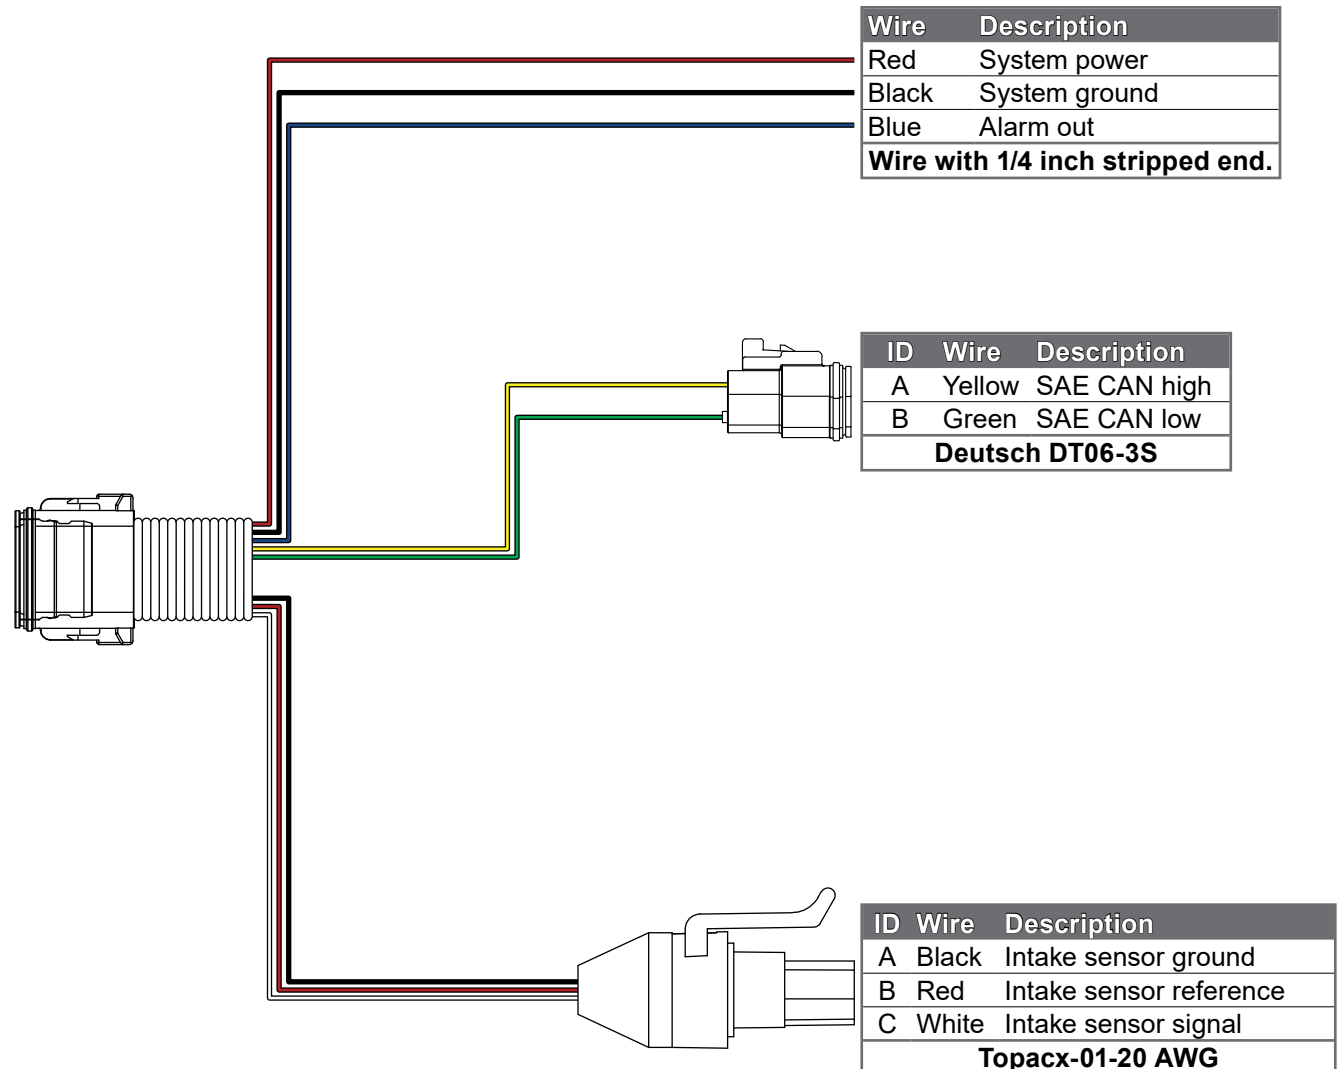 Wire Description
Red System power
Black System ground
Blue Alarm out
Wire with 1/4 inch stripped end.
ID Wire Description
A Yellow SAE CAN high
B Green SAE CAN low
Deutsch DT06-3S
ID Wire Description
A Black Intake sensor ground
B Red Intake sensor reference
C White Intake sensor signal
Topacx-01-20 AWG